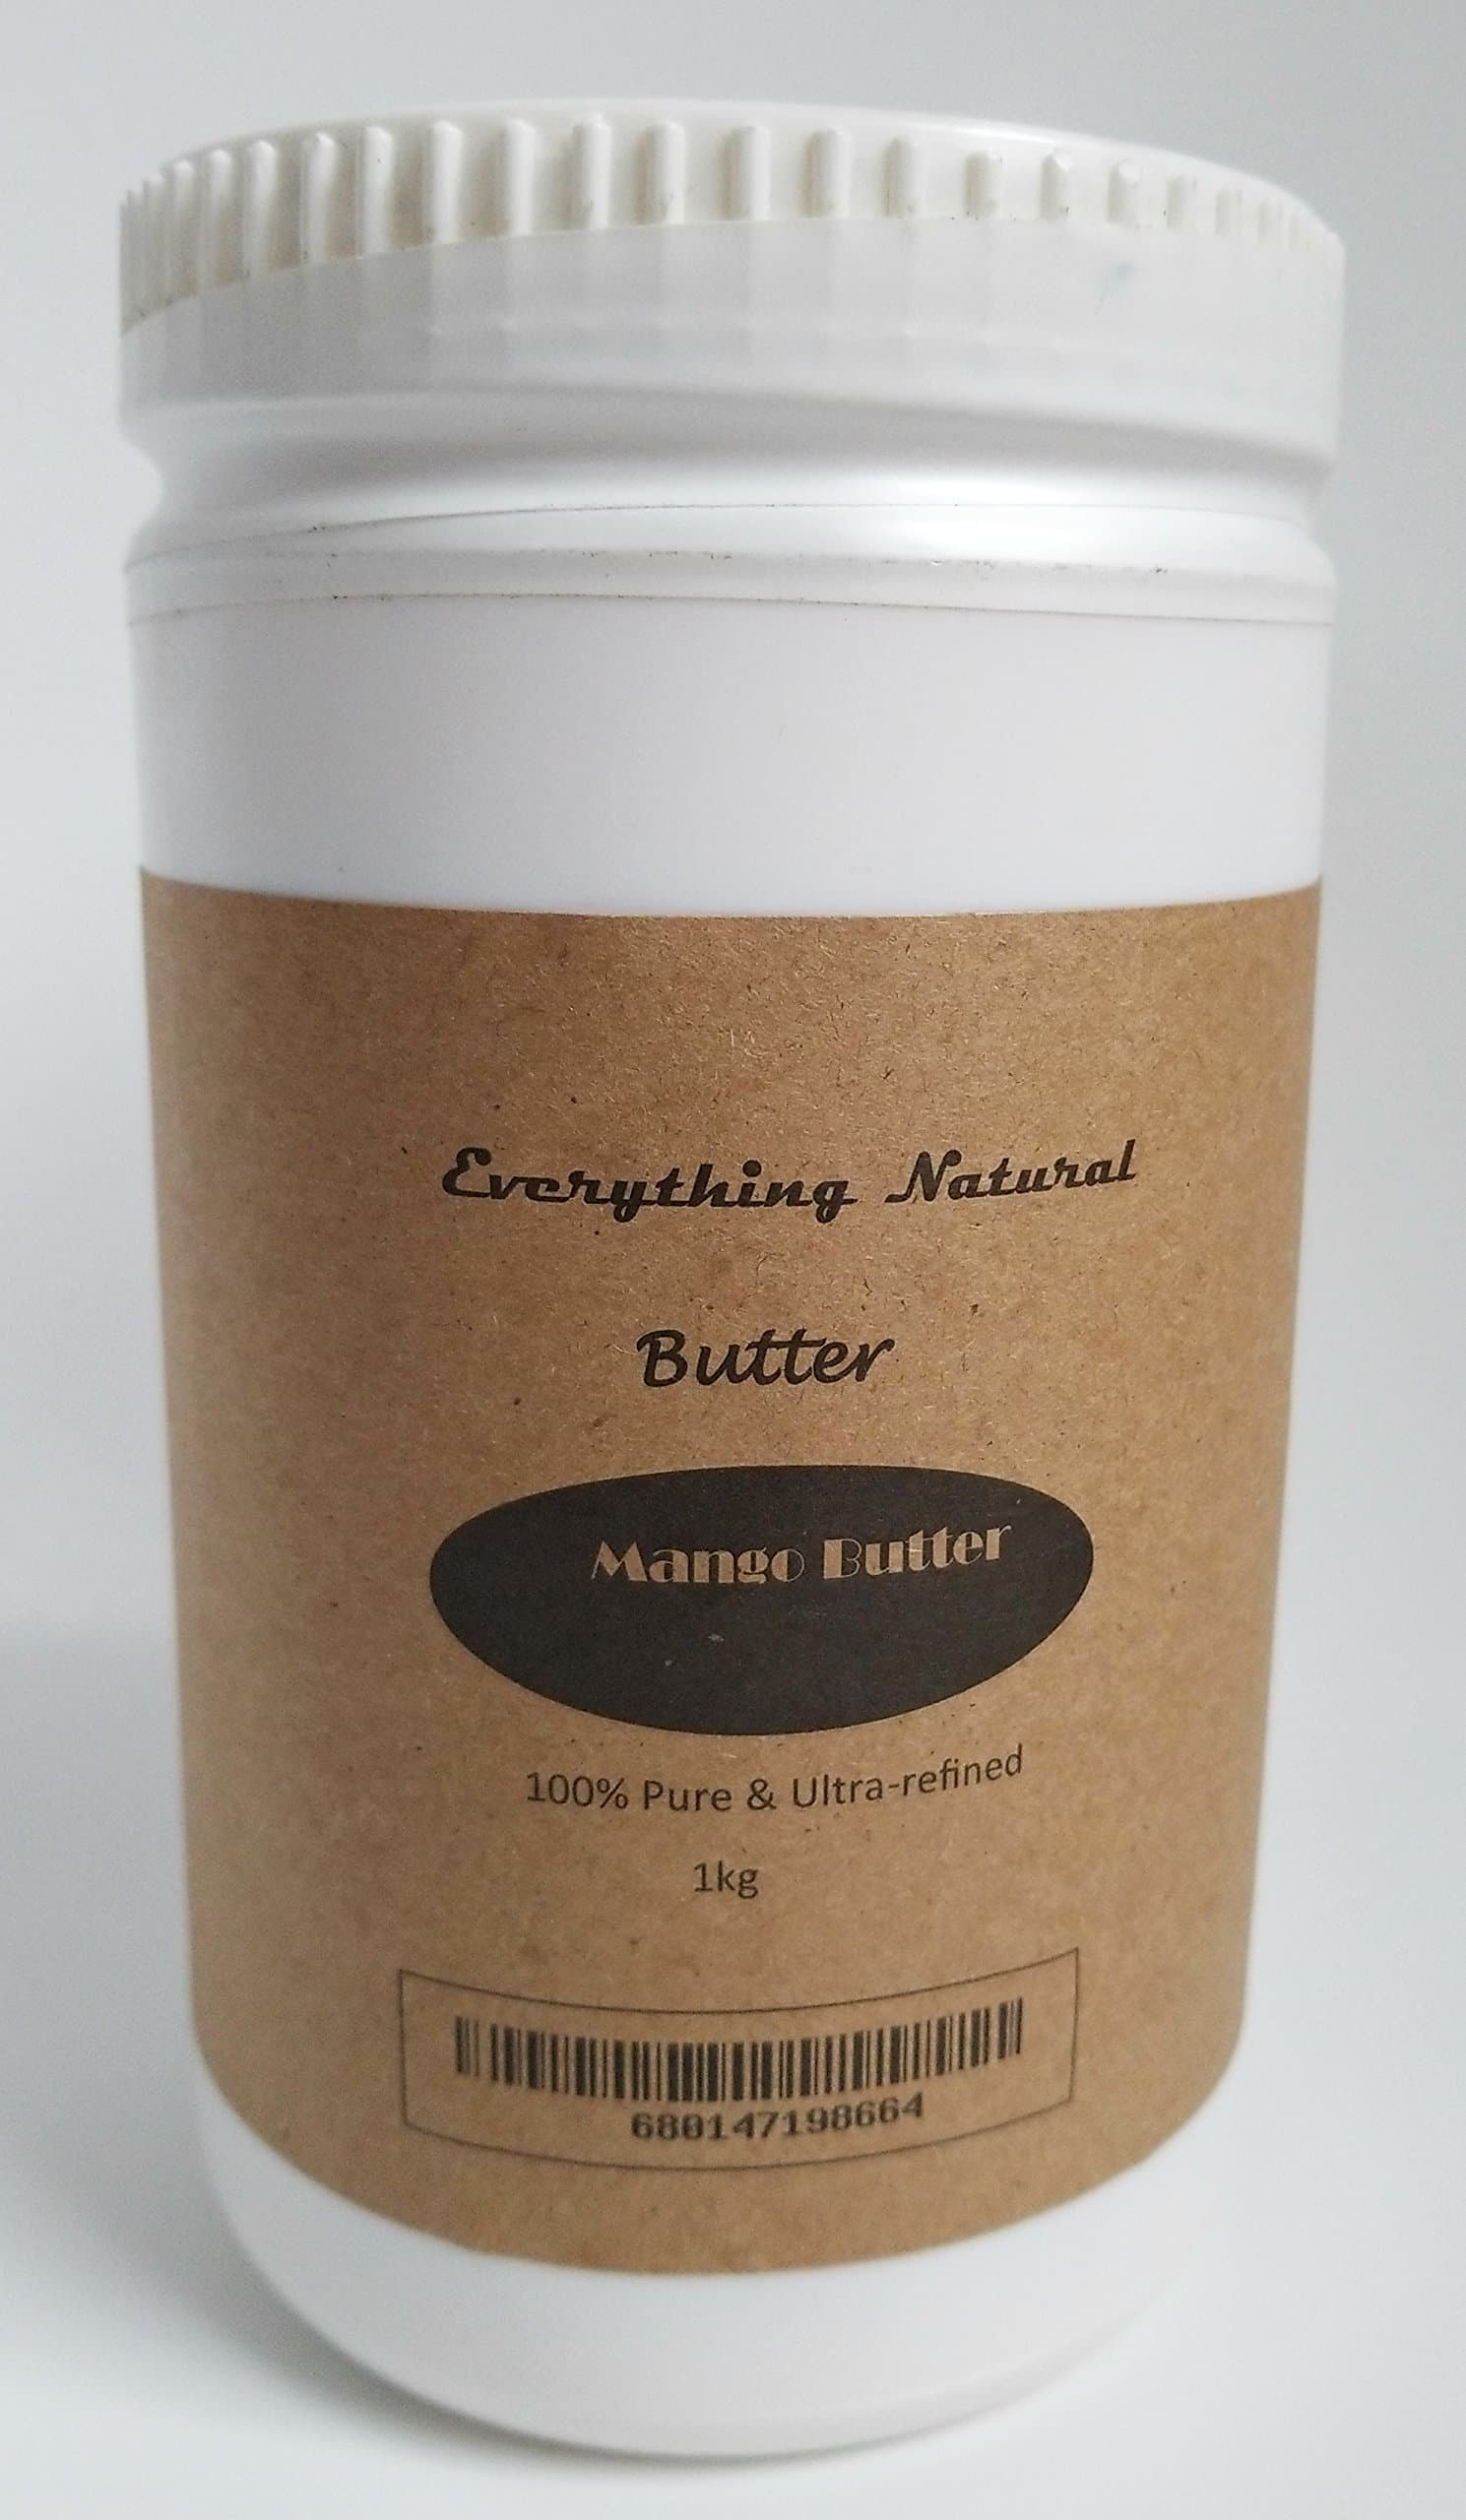 Everything Natural
Butter
Mango Butter
100% Pure & Ultra-refined
1kg
680147198664